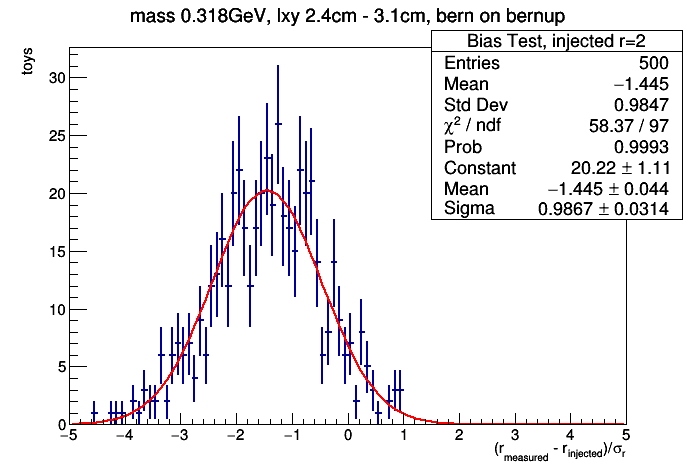 mass 0.318GeV, lxy 2.4cm - 3.1cm, bern on bernup
Bias Test, injected r=2
Entries 500
Mean −1.445
Std Dev 0.9847
χ² / ndf 58.37 / 97
Prob 0.9993
Constant 20.22 ± 1.11
Mean −1.445 ± 0.044
Sigma 0.9867 ± 0.0314
toys
30
25
20
15
10
5
0
−5 −4 −3 −2 −1 0 1 2 3 4 5
(r_measured - r_injected)/σ_r